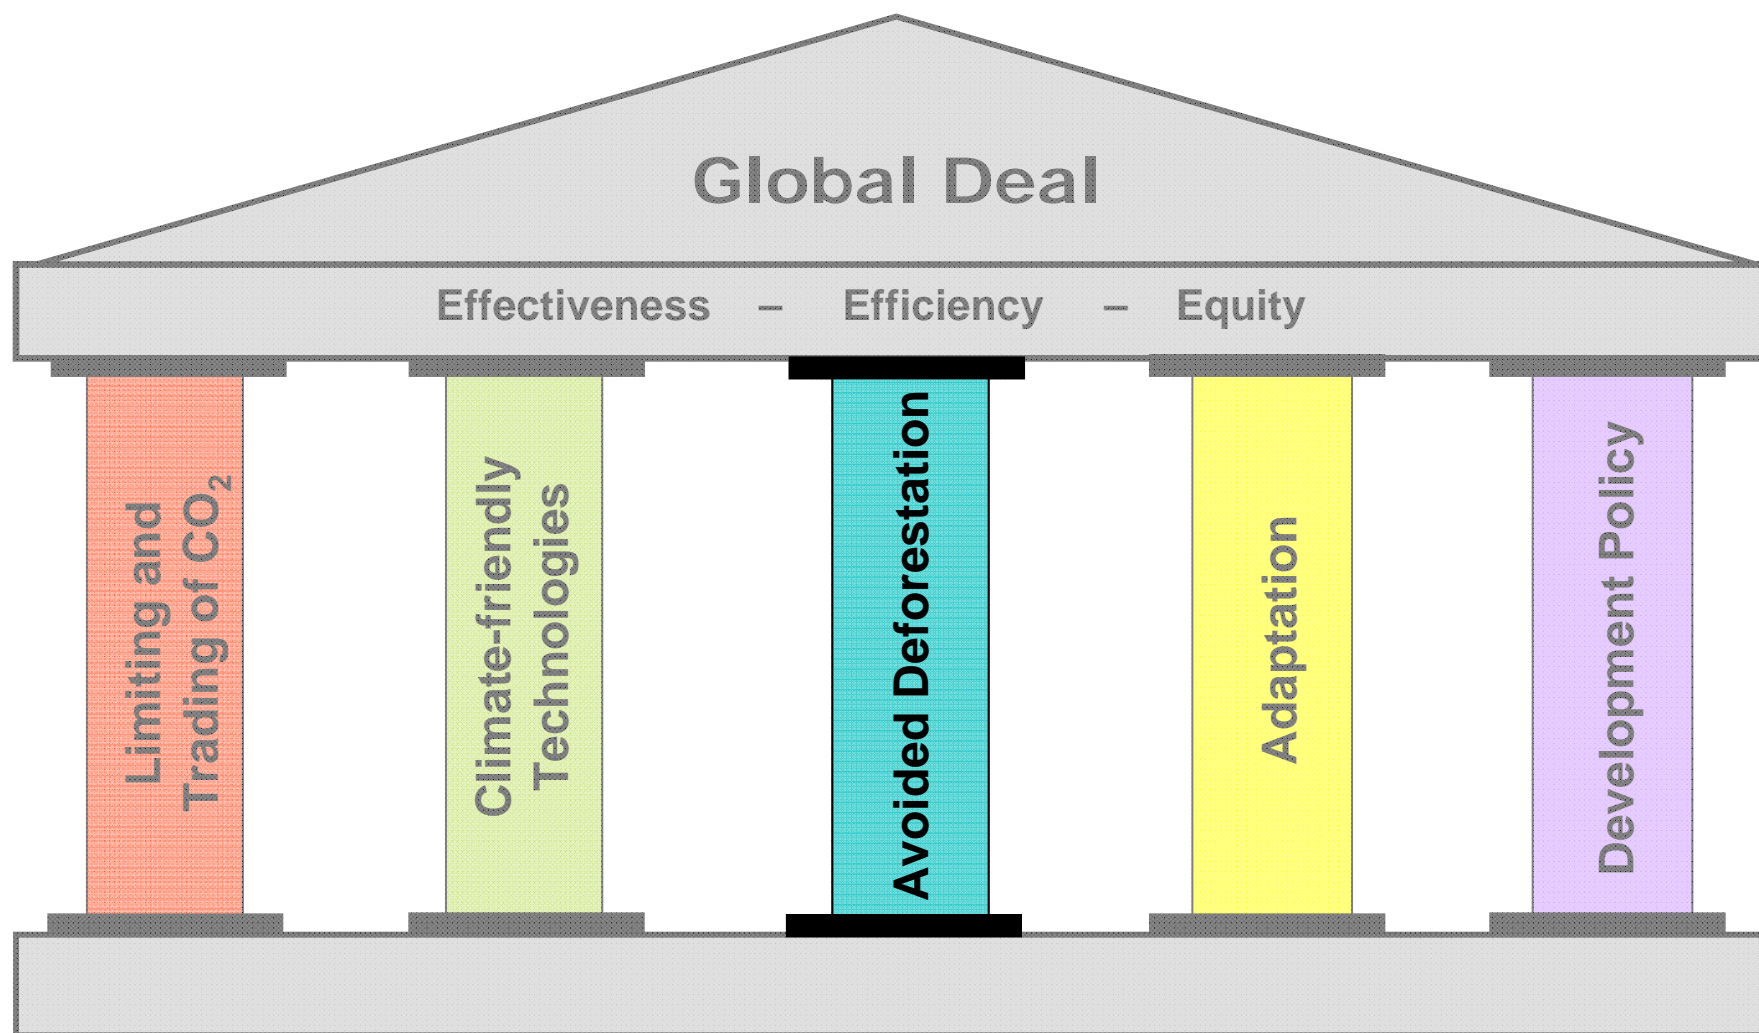 Global Deal
Effectiveness – Efficiency – Equity
Limiting and
Trading of CO₂
Climate-friendly
Technologies
Avoided Deforestation
Adaptation
Development Policy